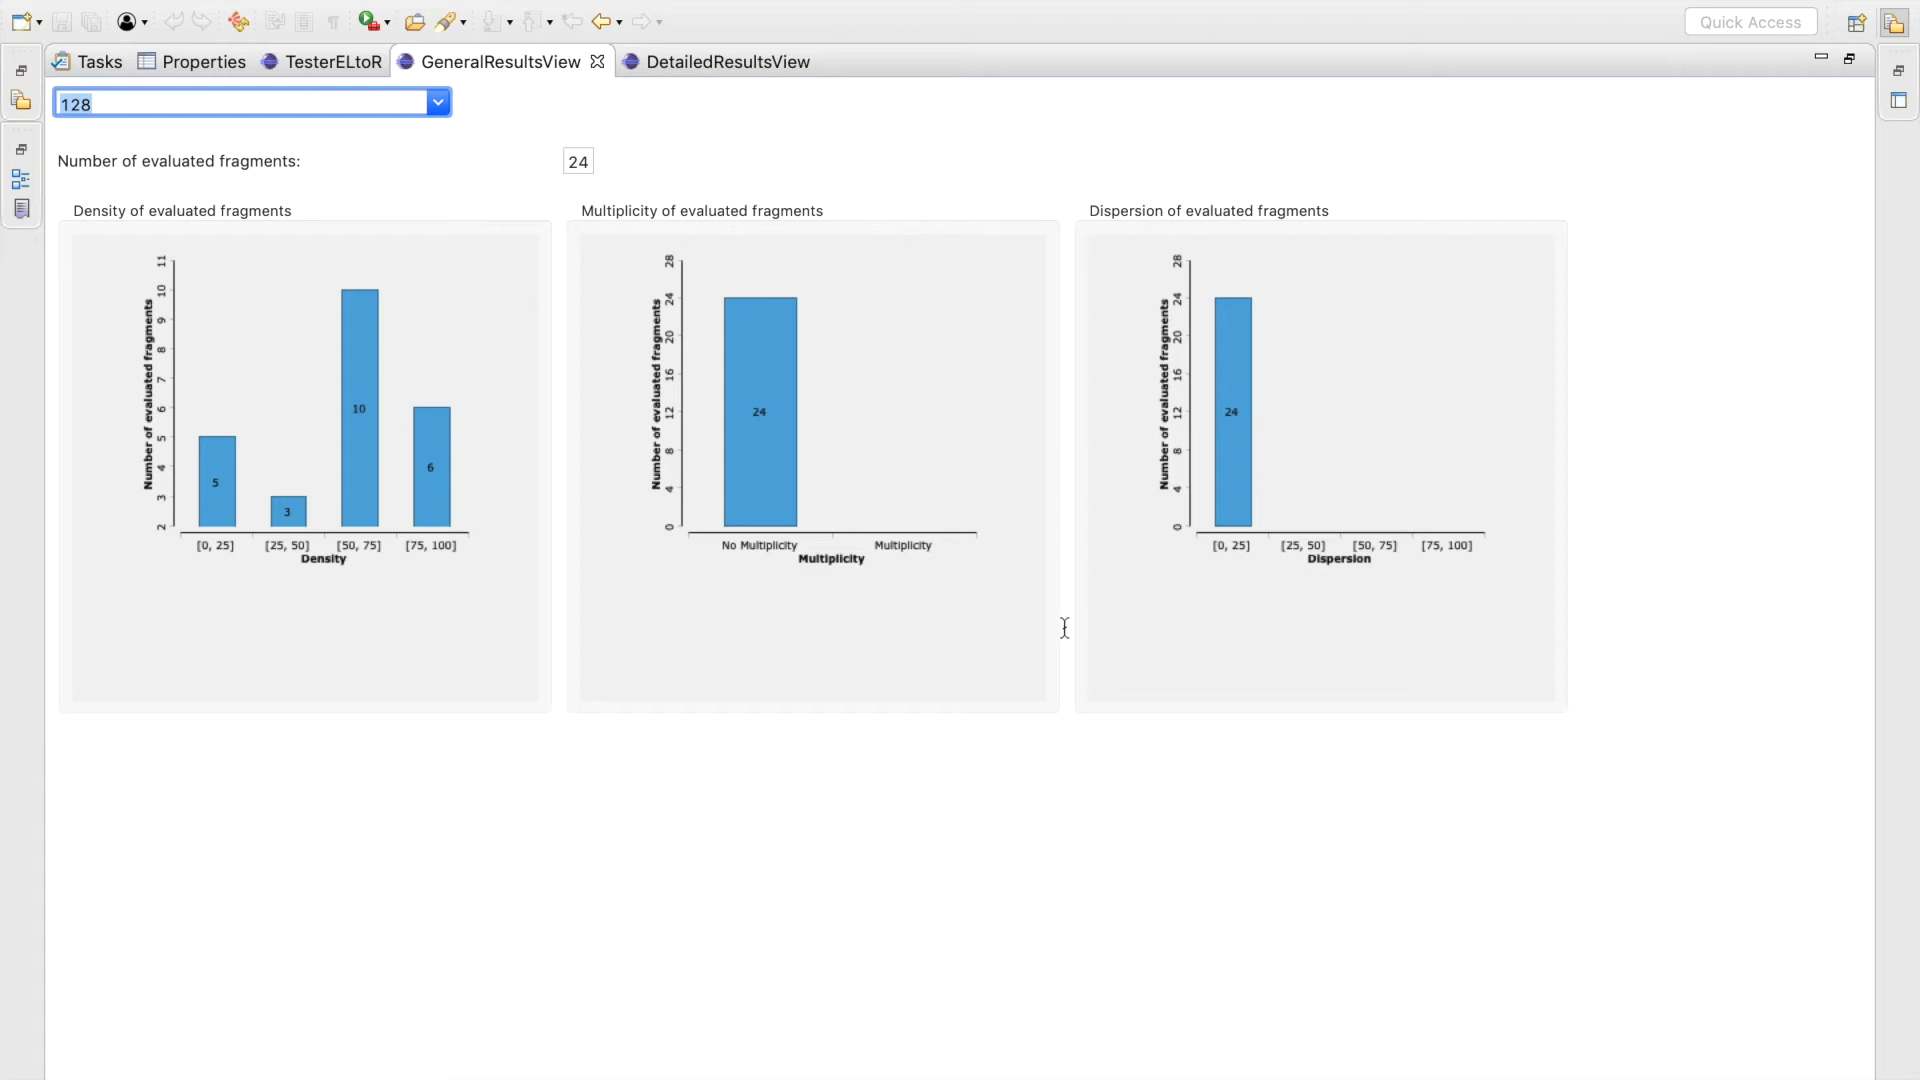 Quick Access
Tasks
Properties
TesterELtoR
GeneralResultsView
DetailedResultsView
128
Number of evaluated fragments:
24
Density of evaluated fragments
Number of evaluated fragments
11
10
9
8
7
6
5
4
3
2
5
3
10
6
[0, 25]
[25, 50]
[50, 75]
[75, 100]
Density
Multiplicity of evaluated fragments
Number of evaluated fragments
28
24
20
16
12
8
4
0
24
No Multiplicity
Multiplicity
Multiplicity
Dispersion of evaluated fragments
Number of evaluated fragments
28
24
20
16
12
8
4
0
24
[0, 25]
[25, 50]
[50, 75]
[75, 100]
Dispersion